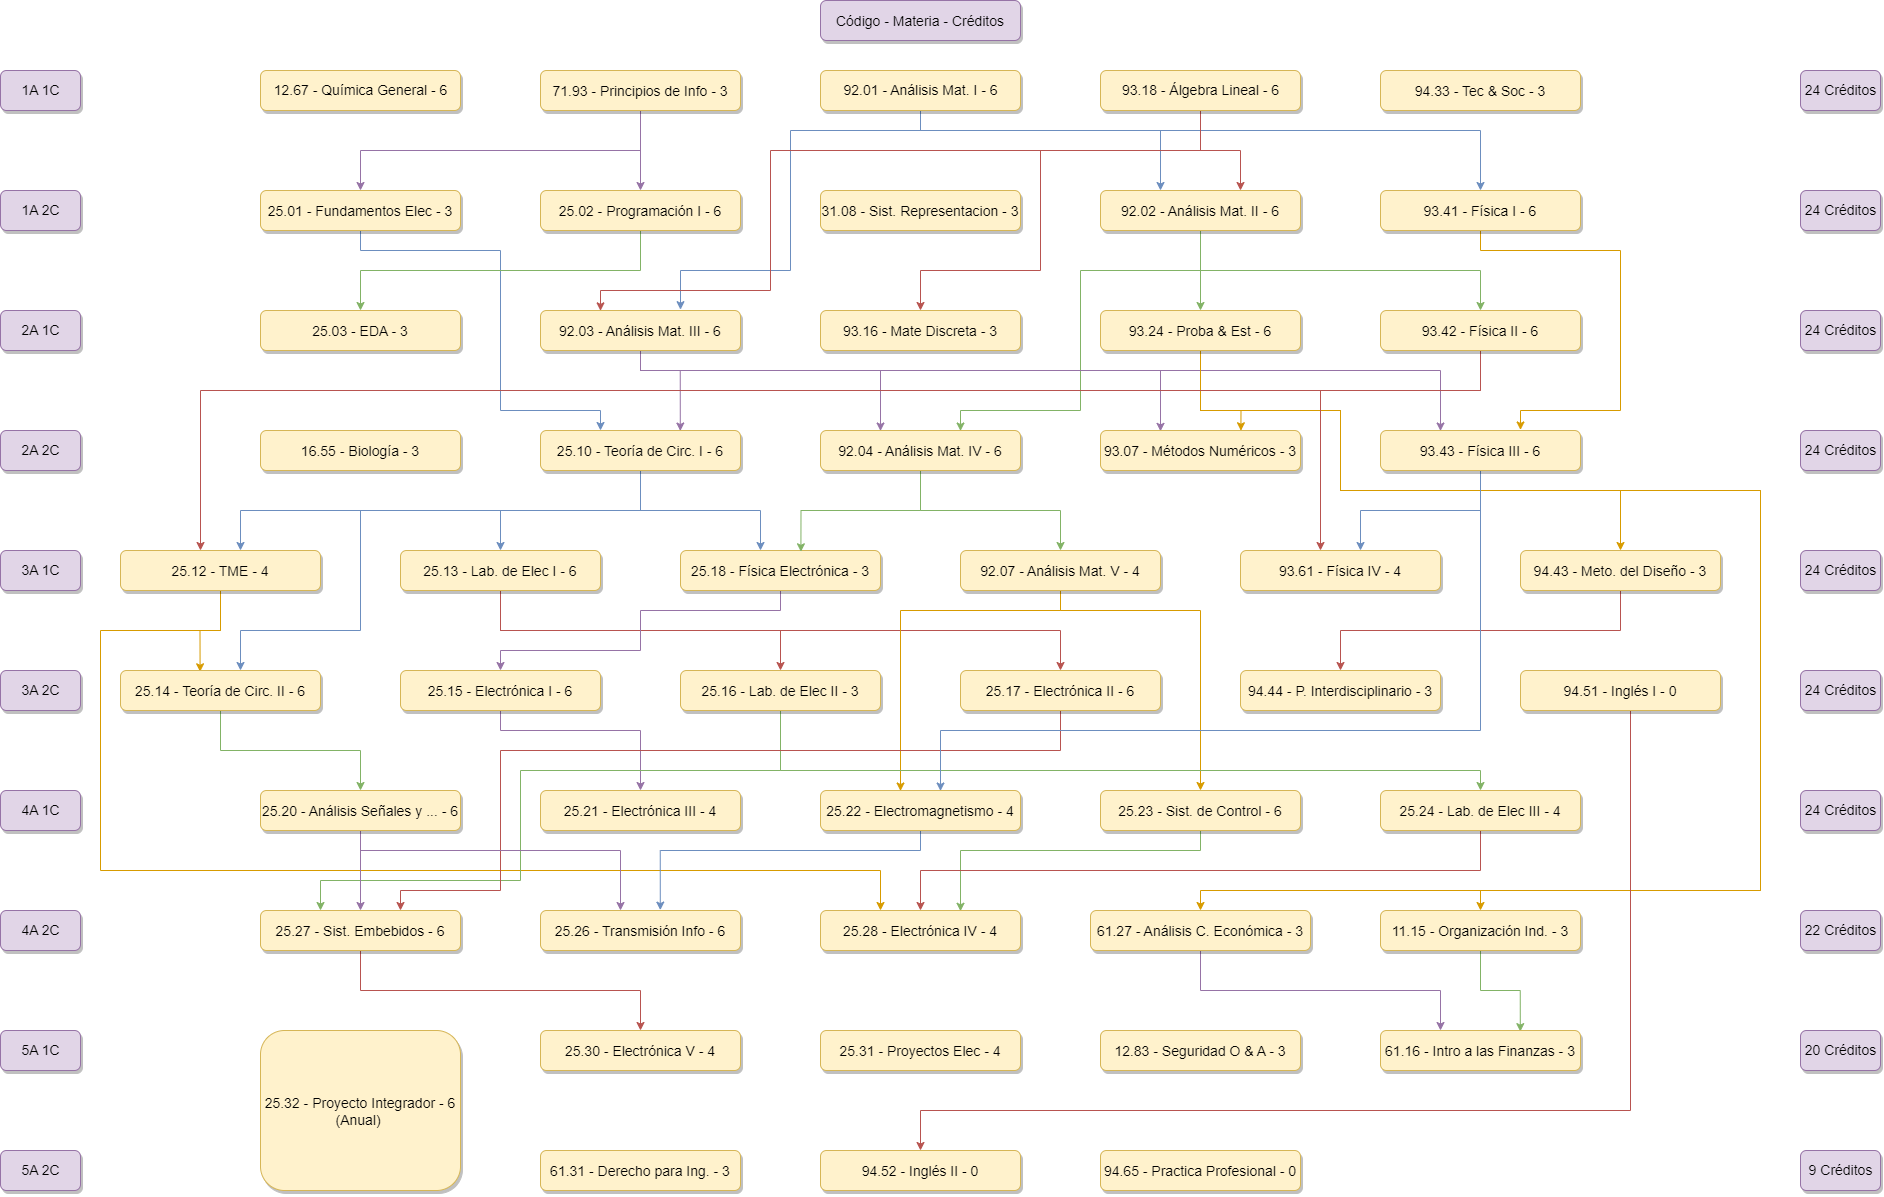 Código - Materia - Créditos
1A 1C
12.67 - Química General - 6
71.93 - Principios de Info - 3
92.01 - Análisis Mat. I - 6
93.18 - Álgebra Lineal - 6
94.33 - Tec & Soc - 3
24 Créditos
1A 2C
25.01 - Fundamentos Elec - 3
25.02 - Programación I - 6
31.08 - Sist. Representacion - 3
92.02 - Análisis Mat. II - 6
93.41 - Física I - 6
24 Créditos
2A 1C
25.03 - EDA - 3
92.03 - Análisis Mat. III - 6
93.16 - Mate Discreta - 3
93.24 - Proba & Est - 6
93.42 - Física II - 6
24 Créditos
2A 2C
16.55 - Biología - 3
25.10 - Teoría de Circ. I - 6
92.04 - Análisis Mat. IV - 6
93.07 - Métodos Numéricos - 3
93.43 - Física III - 6
24 Créditos
3A 1C
25.12 - TME - 4
25.13 - Lab. de Elec I - 6
25.18 - Física Electrónica - 3
92.07 - Análisis Mat. V - 4
93.61 - Física IV - 4
94.43 - Meto. del Diseño - 3
24 Créditos
3A 2C
25.14 - Teoría de Circ. II - 6
25.15 - Electrónica I - 6
25.16 - Lab. de Elec II - 3
25.17 - Electrónica II - 6
94.44 - P. Interdisciplinario - 3
94.51 - Inglés I - 0
24 Créditos
4A 1C
25.20 - Análisis Señales y ... - 6
25.21 - Electrónica III - 4
25.22 - Electromagnetismo - 4
25.23 - Sist. de Control - 6
25.24 - Lab. de Elec III - 4
24 Créditos
4A 2C
25.27 - Sist. Embebidos - 6
25.26 - Transmisión Info - 6
25.28 - Electrónica IV - 4
61.27 - Análisis C. Económica - 3
11.15 - Organización Ind. - 3
22 Créditos
5A 1C
25.30 - Electrónica V - 4
25.31 - Proyectos Elec - 4
12.83 - Seguridad O & A - 3
61.16 - Intro a las Finanzas - 3
20 Créditos
25.32 - Proyecto Integrador - 6
(Anual)
5A 2C
61.31 - Derecho para Ing. - 3
94.52 - Inglés II - 0
94.65 - Practica Profesional - 0
9 Créditos